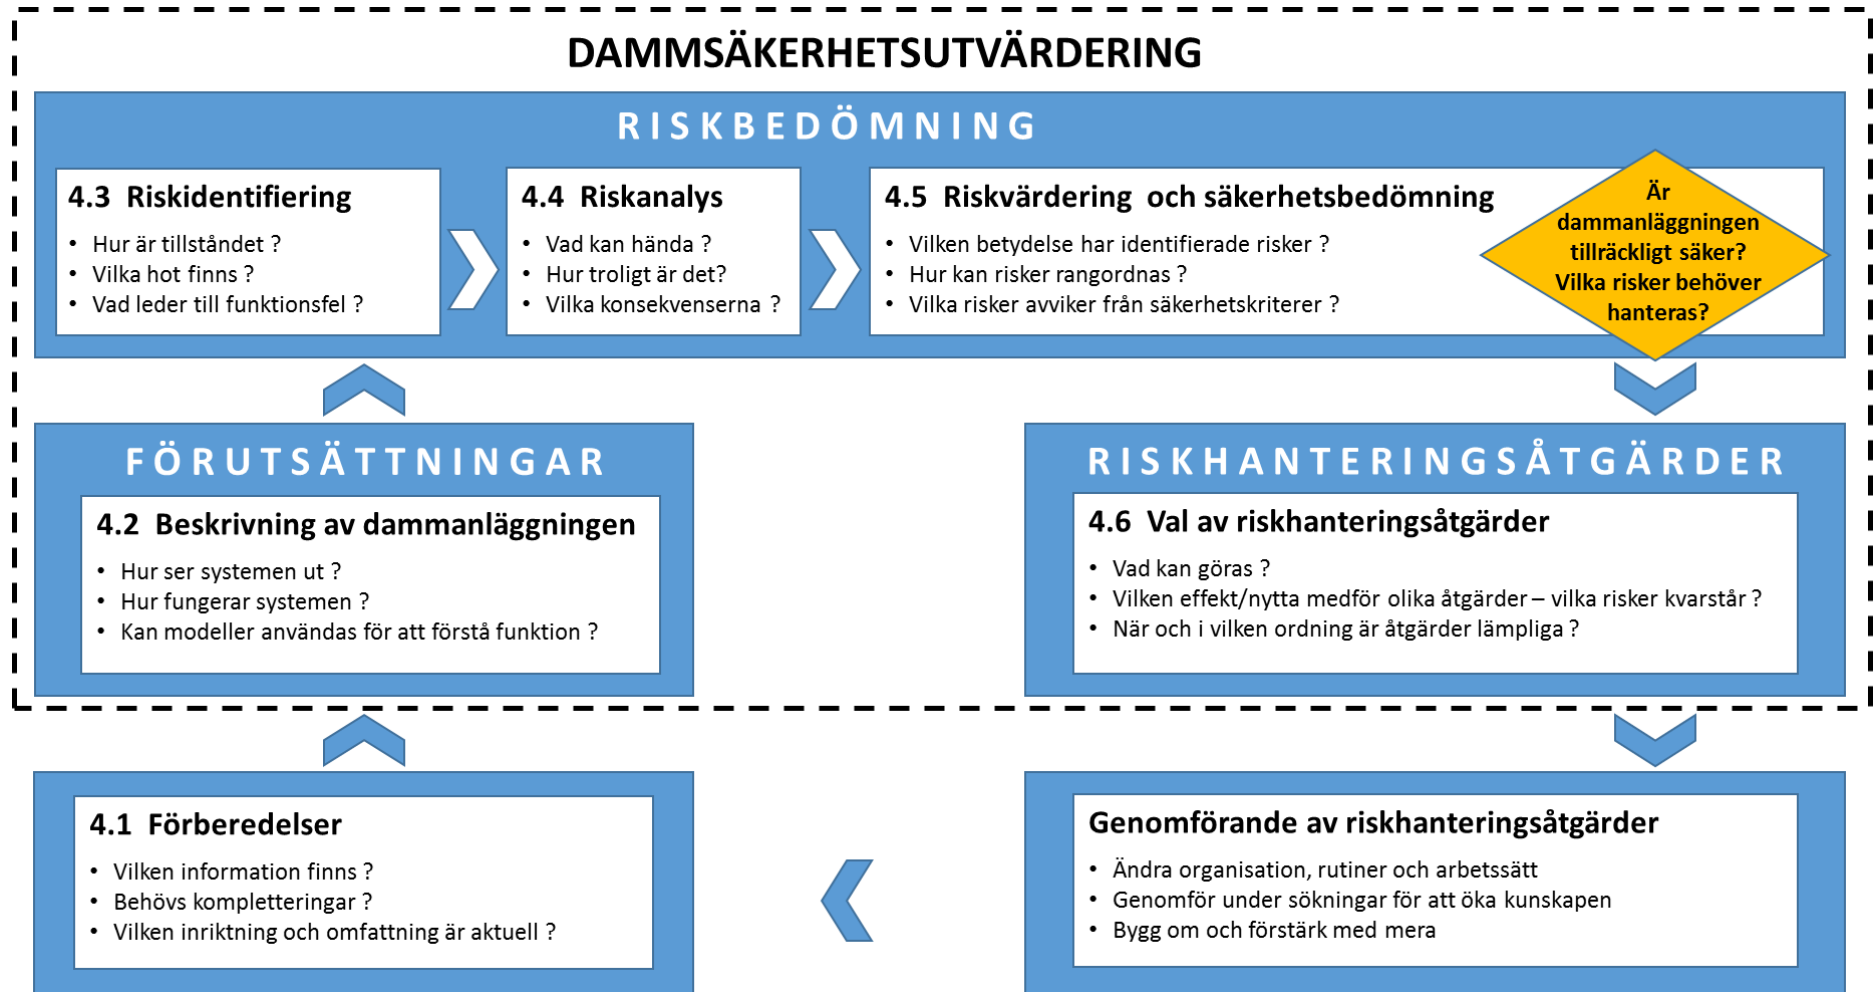 DAMMSÄKERHETSUTVÄRDERING
RISKBEDÖMNING
4.3 Riskidentifiering
• Hur är tillståndet ?
• Vilka hot finns ?
• Vad leder till funktionsfel ?
4.4 Riskanalys
• Vad kan hända ?
• Hur troligt är det?
• Vilka konsekvenserna ?
4.5 Riskvärdering och säkerhetsbedömning
• Vilken betydelse har identifierade risker ?
• Hur kan risker rangordnas ?
• Vilka risker avviker från säkerhetskriterer ?
Är
dammanläggningen
tillräckligt säker?
Vilka risker behöver
hanteras?
FÖRUTSÄTTNINGAR
4.2 Beskrivning av dammanläggningen
• Hur ser systemen ut ?
• Hur fungerar systemen ?
• Kan modeller användas för att förstå funktion ?
RISKHANTERINGSÅTGÄRDER
4.6 Val av riskhanteringsåtgärder
• Vad kan göras ?
• Vilken effekt/nytta medför olika åtgärder – vilka risker kvarstår ?
• När och i vilken ordning är åtgärder lämpliga ?
4.1 Förberedelser
• Vilken information finns ?
• Behövs kompletteringar ?
• Vilken inriktning och omfattning är aktuell ?
Genomförande av riskhanteringsåtgärder
• Ändra organisation, rutiner och arbetssätt
• Genomför under sökningar för att öka kunskapen
• Bygg om och förstärk med mera